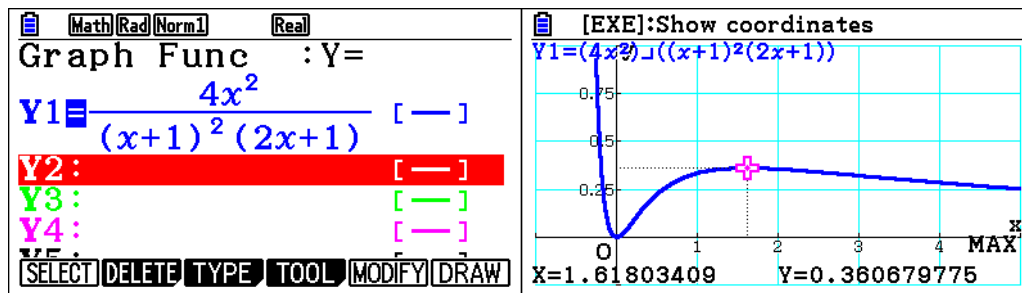 Math Rad Norm1 Real
Graph Func :Y=
Y1=4x²/((x+1)²(2x+1)) [—]
Y2: [—]
Y3: [—]
Y4: [—]
SELECT DELETE TYPE TOOL MODIFY DRAW
[EXE]:Show coordinates
Y1=(4x²)⌟((x+1)²(2x+1))
y
0.75
0.5
0.25
O 1 2 3 4 x
MAX
X=1.61803409 Y=0.360679775